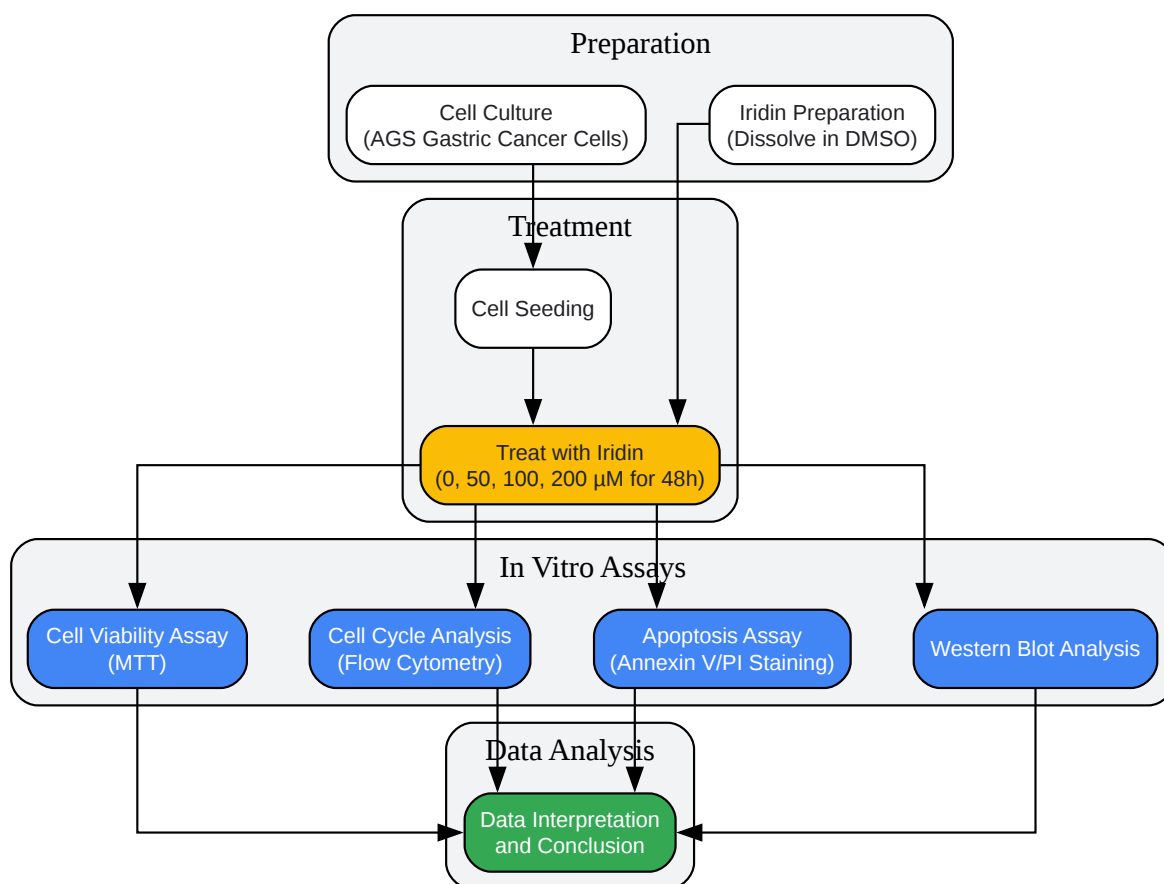 Preparation
Cell Culture
(AGS Gastric Cancer Cells)
Iridin Preparation
(Dissolve in DMSO)
Treatment
Cell Seeding
Treat with Iridin
(0, 50, 100, 200 µM for 48h)
In Vitro Assays
Cell Viability Assay
(MTT)
Cell Cycle Analysis
(Flow Cytometry)
Apoptosis Assay
(Annexin V/PI Staining)
Western Blot Analysis
Data Analysis
Data Interpretation
and Conclusion